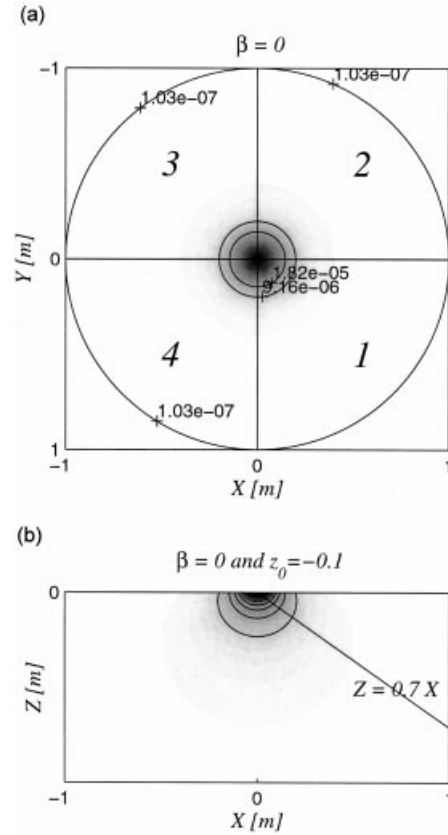 (a)
β = 0
-1
1.03e-07
1.03e-07
3
2
Y [m]
0
1.82e-05
9.16e-06
4
1
1.03e-07
1
-1
0
1
X [m]
(b)
β = 0 and z₀=-0.1
0
Z [m]
Z = 0.7 X
-1
0
1
X [m]